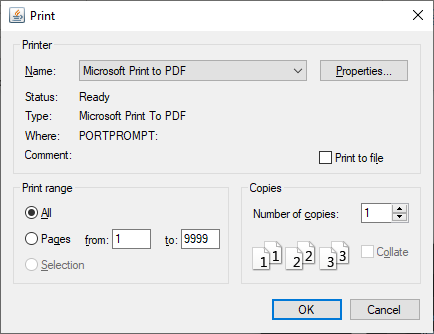 Print
Printer
Name: Microsoft Print to PDF Properties...
Status: Ready
Type: Microsoft Print To PDF
Where: PORTPROMPT:
Comment: Print to file
Print range
All
Pages from: 1 to: 9999
Selection
Copies
Number of copies: 1
1 1 2 2 3 3 Collate
OK Cancel